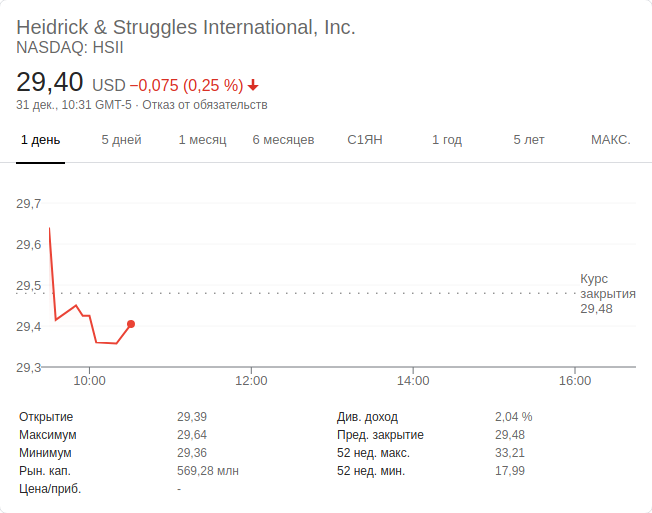 Heidrick & Struggles International, Inc.
NASDAQ: HSII
29,40 USD −0,075 (0,25 %)
31 дек., 10:31 GMT-5 · Отказ от обязательств
1 день 5 дней 1 месяц 6 месяцев С1ЯН 1 год 5 лет МАКС.
29,7
29,6
29,5
29,4
29,3
Курс
закрытия
29,48
10:00 12:00 14:00 16:00
Открытие 29,39 Див. доход 2,04 %
Максимум 29,64 Пред. закрытие 29,48
Минимум 29,36 52 нед. макс. 33,21
Рын. кап. 569,28 млн 52 нед. мин. 17,99
Цена/приб. -